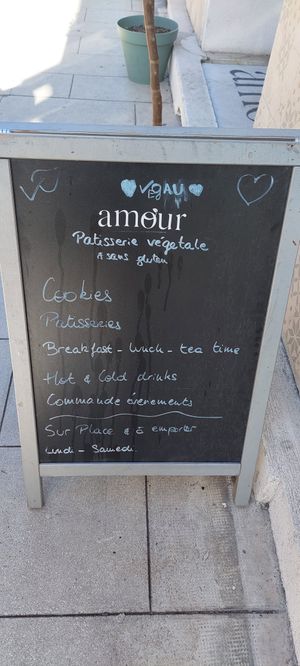 VGAU
amour
Patisserie végétale
& sans gluten
Cookies
Patisseries
Breakfast - lunch - tea time
Hot & Cold drinks
Commande évènements
Sur Place & à emporter
Lundi - Samedi